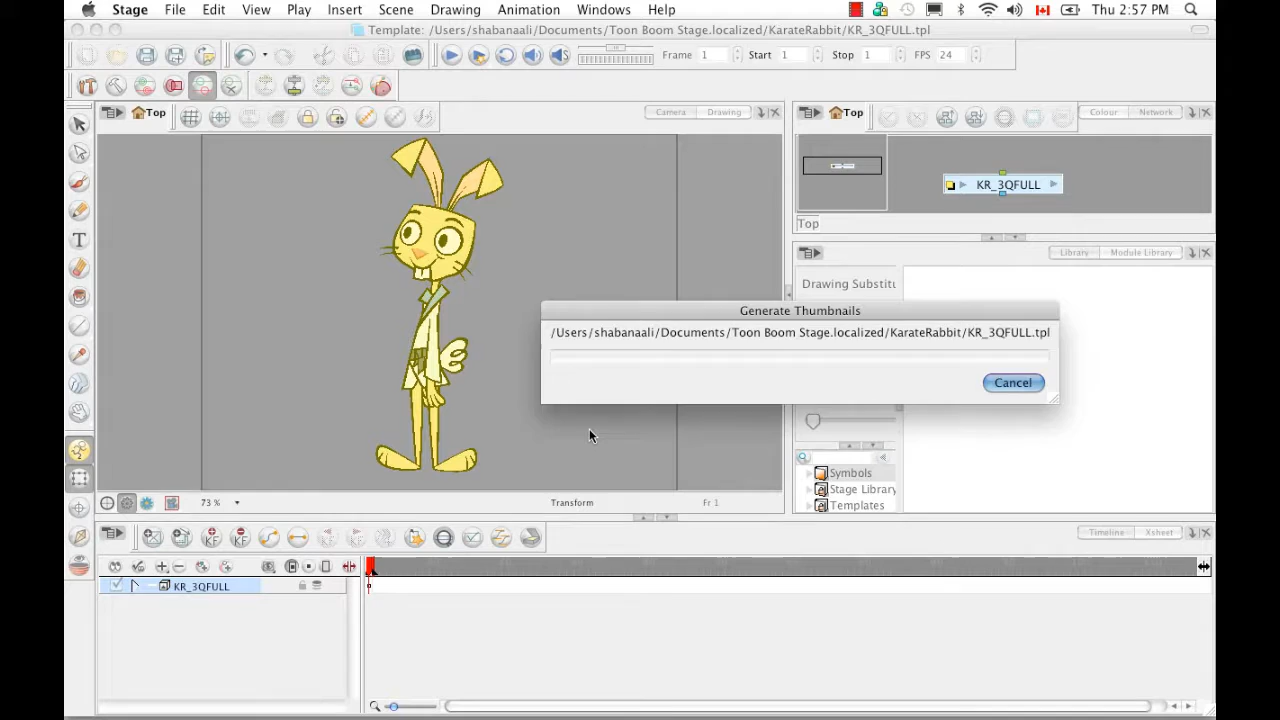 Stage File Edit View Play Insert Scene Drawing Animation Windows Help Thu 2:57 PM
Template: /Users/shabanaali/Documents/Toon Boom Stage.localized/KarateRabbit/KR_3QFULL.tpl
Frame 1 Start 1 Stop 1 FPS 24
Top Camera Drawing
Top Colour Network
KR_3QFULL
Top
Library Module Library
Drawing Substitu
Generate Thumbnails
/Users/shabanaali/Documents/Toon Boom Stage.localized/KarateRabbit/KR_3QFULL.tpl
Cancel
Symbols
Stage Library
Templates
73 % Transform Fr 1
Timeline Xsheet
KR_3QFULL